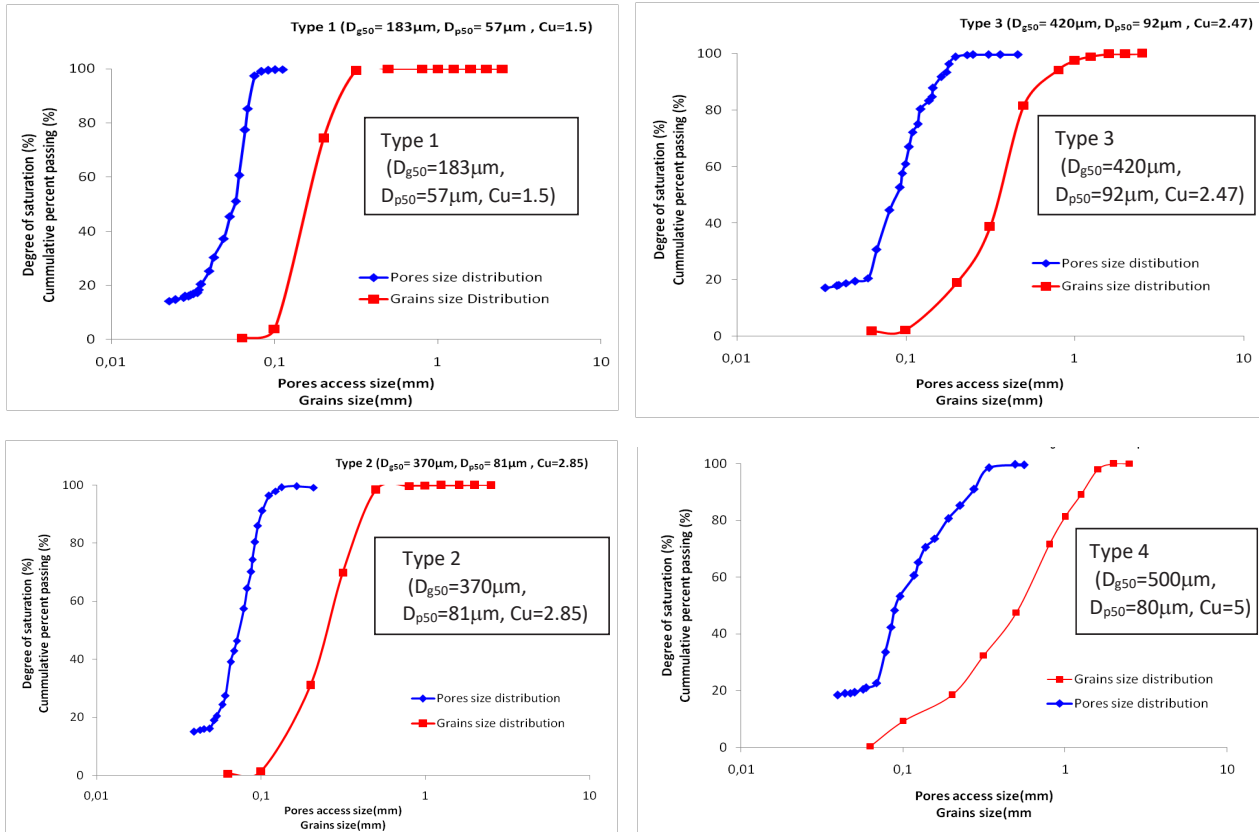 Type 1 (Dg50= 183µm, Dp50= 57µm , Cu=1.5)
Degree of saturation (%)
Cummulative percent passing (%)
100
80
60
40
20
0
0,01
0,1
1
10
Pores access size(mm)
Grains size(mm)
Type 1
(Dg50=183µm,
Dp50=57µm, Cu=1.5)
Pores size distribution
Grains size Distribution
Type 3 (Dg50= 420µm, Dp50= 92µm, Cu=2.47)
Degree of saturation (%)
Cummulative percent passing (%)
100
80
60
40
20
0
0,01
0,1
1
10
Pores access size(mm)
Grains size(mm)
Type 3
(Dg50=420µm,
Dp50=92µm, Cu=2.47)
Pores size distribution
Grains size distribution
Type 2 (Dg50= 370µm, Dp50= 81µm , Cu=2.85)
Degree of saturation (%)
Cummulative percent passing (%)
100
80
60
40
20
0
0,01
0,1
1
10
Pores access size(mm)
Grains size(mm)
Type 2
(Dg50=370µm,
Dp50=81µm, Cu=2.85)
Pores size distribution
Grains size distribution
Degree of saturation (%)
Cummulative percent passing (%)
100
80
60
40
20
0
0,01
0,1
1
10
Pores access size(mm)
Grains size(mm
Type 4
(Dg50=500µm,
Dp50=80µm, Cu=5)
Grains size distribution
Pores size distribution